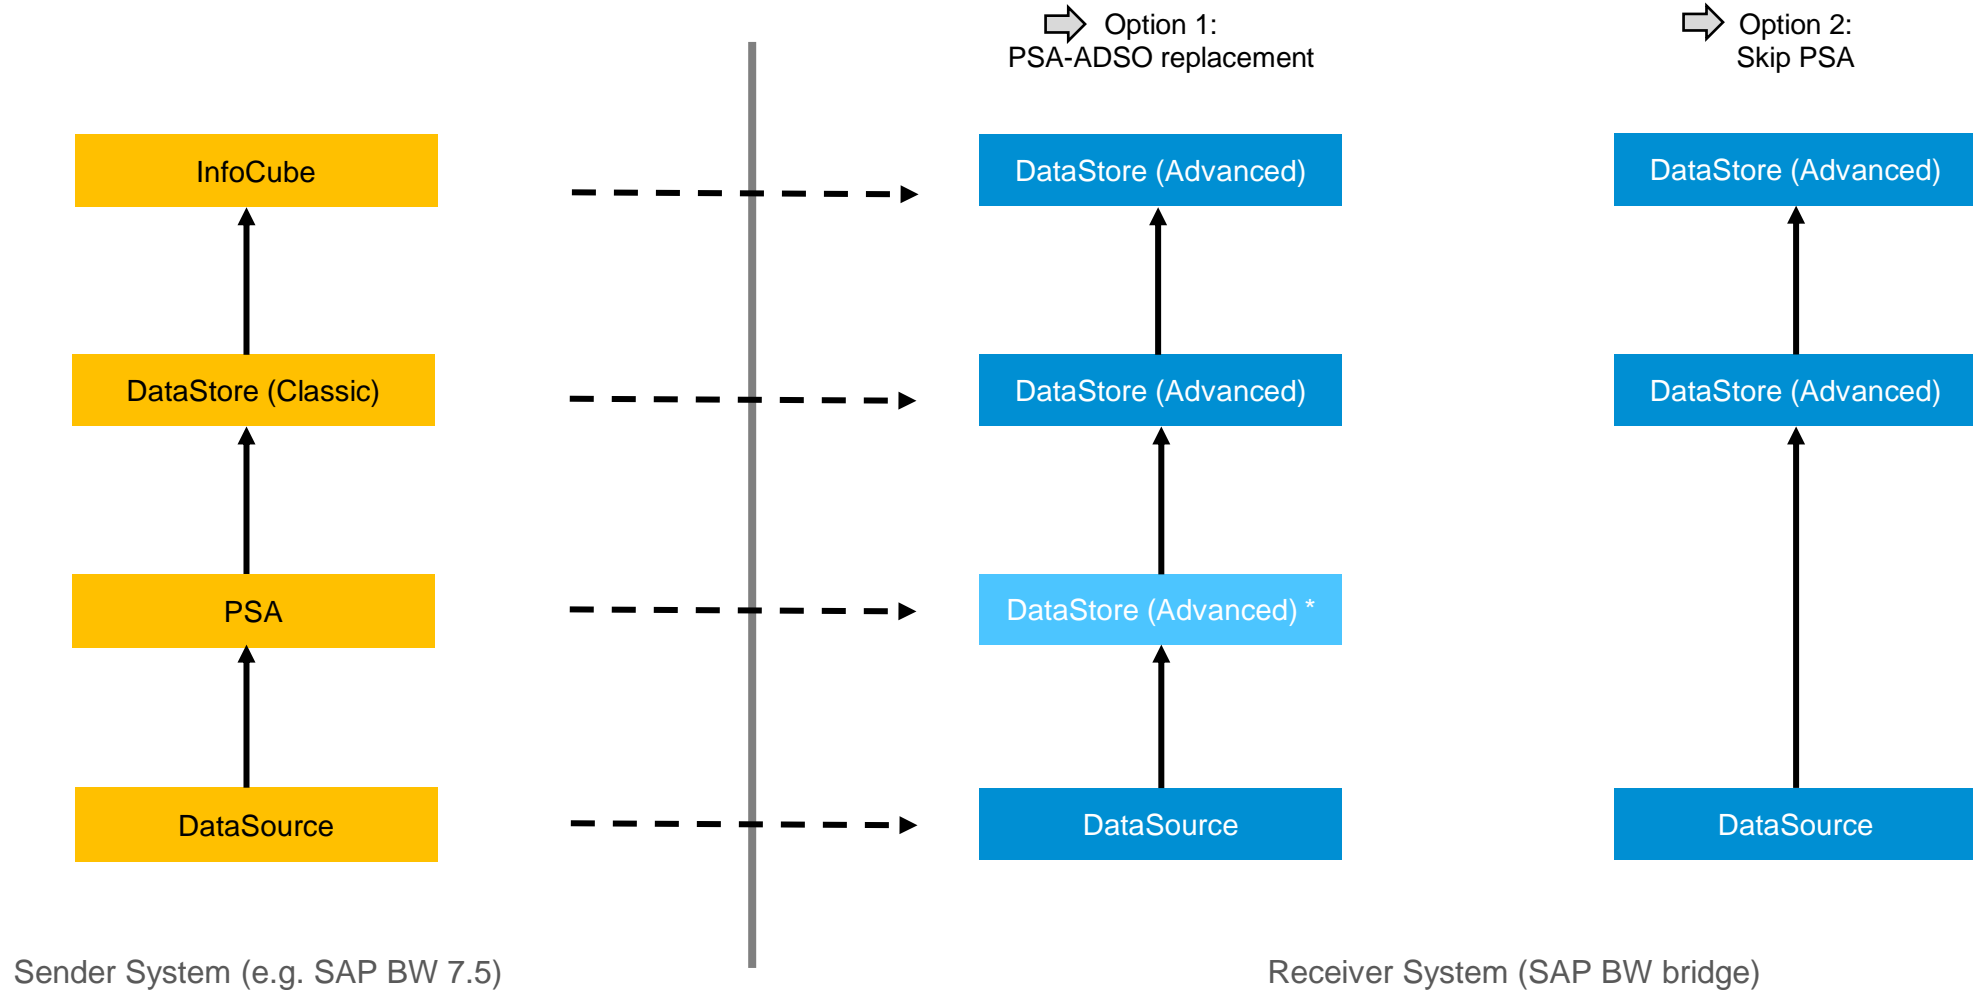 Option 1:
PSA-ADSO replacement
Option 2:
Skip PSA
InfoCube
DataStore (Advanced)
DataStore (Advanced)
DataStore (Classic)
DataStore (Advanced)
DataStore (Advanced)
PSA
DataStore (Advanced) *
DataSource
DataSource
DataSource
Sender System (e.g. SAP BW 7.5)
Receiver System (SAP BW bridge)